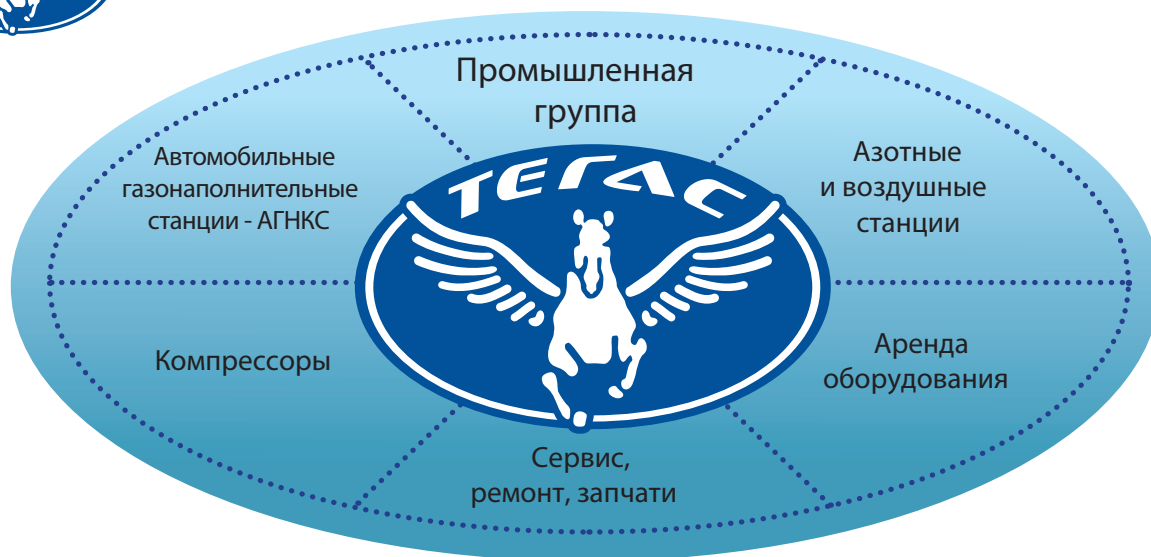 Промышленная
группа
ТЕГАС
Автомобильные
газонаполнительные
станции - АГНКС
Азотные
и воздушные
станции
Компрессоры
Аренда
оборудования
Сервис,
ремонт, запчати